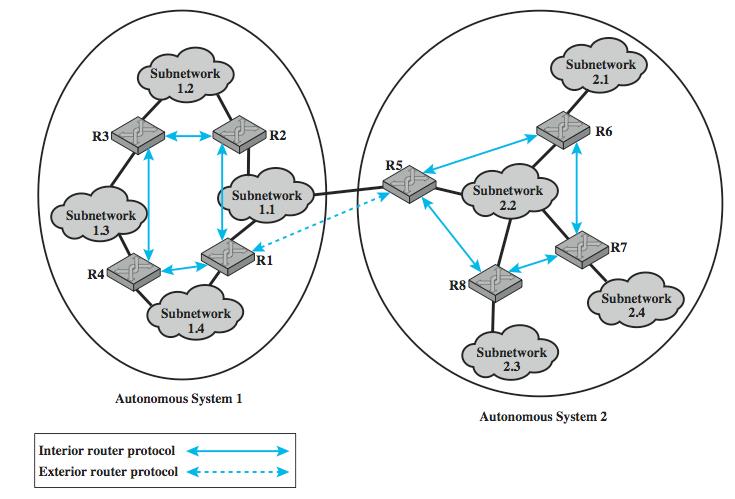 Subnetwork
1.2
Subnetwork
2.1
R3
R2
R6
R5
Subnetwork
1.1
Subnetwork
2.2
Subnetwork
1.3
R4
R1
R7
R8
Subnetwork
1.4
Subnetwork
2.4
Subnetwork
2.3
Autonomous System 1
Autonomous System 2
Interior router protocol
Exterior router protocol